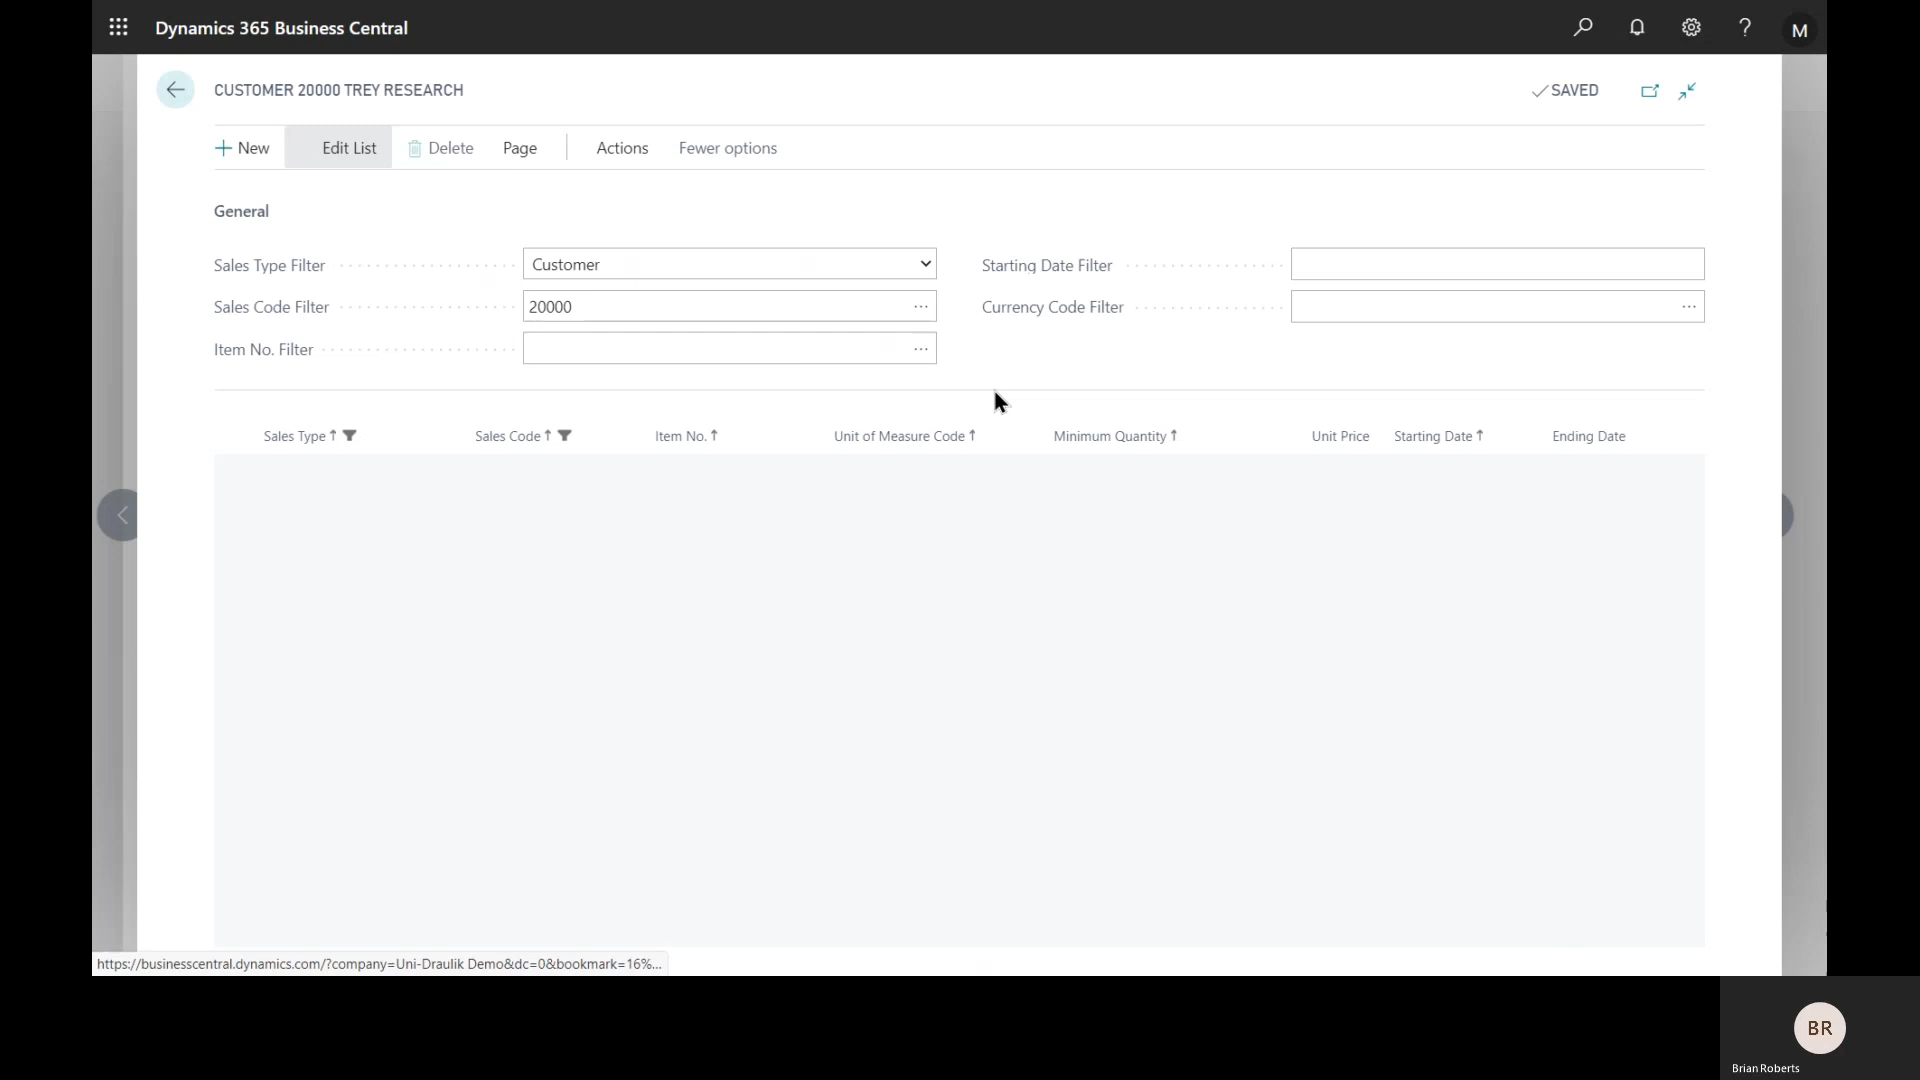 Dynamics 365 Business Central
?
M
CUSTOMER 20000 TREY RESEARCH
SAVED
New
Edit List
Delete
Page
Actions
Fewer options
General
Sales Type Filter
Customer
Starting Date Filter
Sales Code Filter
20000
...
Currency Code Filter
...
Item No. Filter
...
Sales Type
Sales Code
Item No.
Unit of Measure Code
Minimum Quantity
Unit Price
Starting Date
Ending Date
https://businesscentral.dynamics.com/?company=Uni-Draulik Demo&dc=0&bookmark=16%...
BR
Brian Roberts